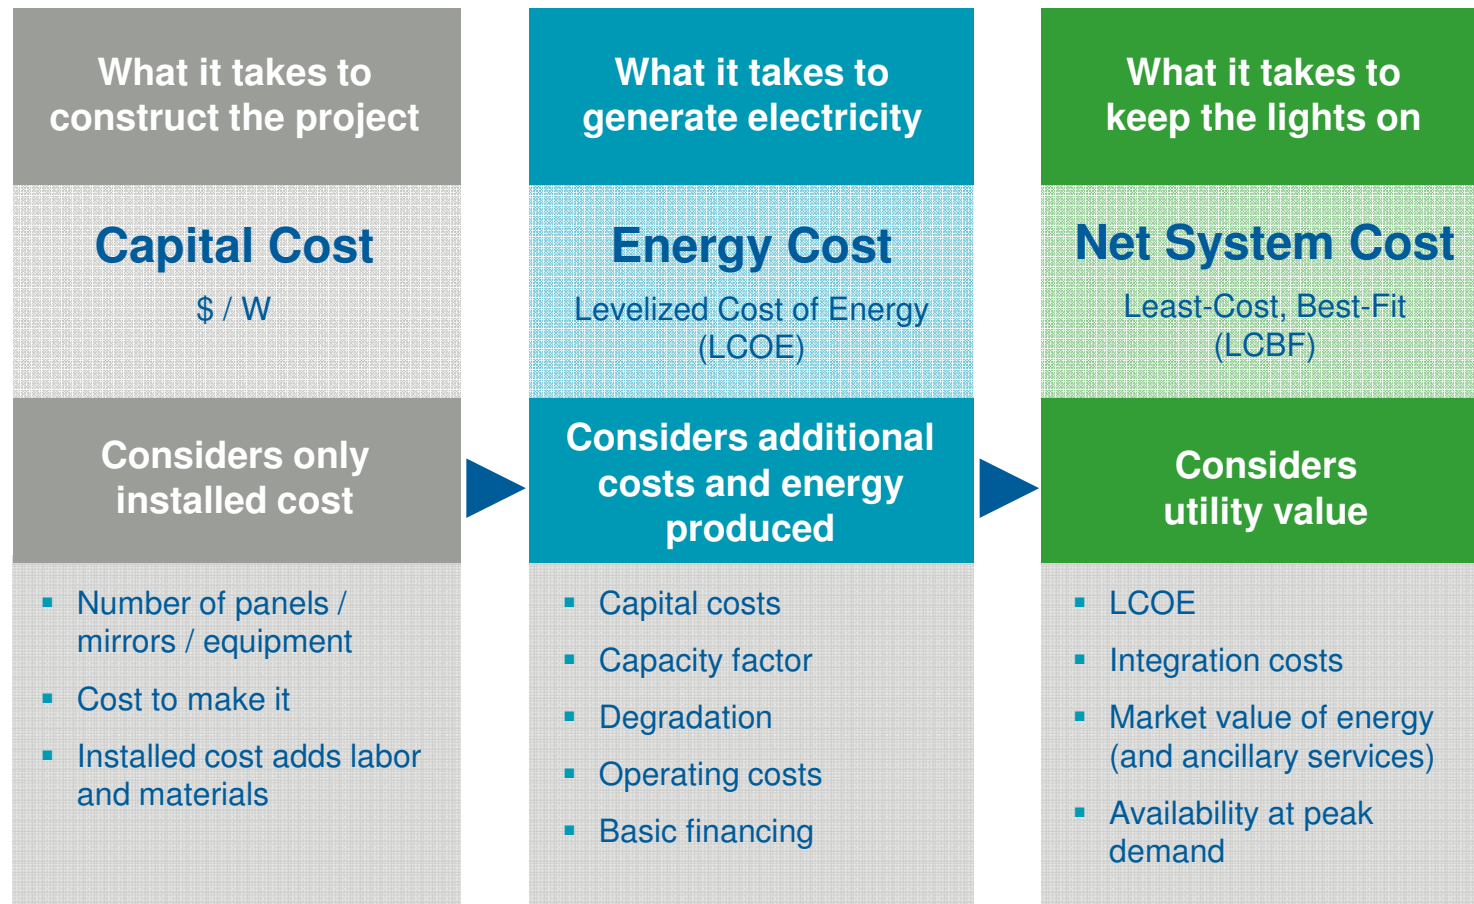 What it takes to
construct the project
Capital Cost
$ / W
Considers only
installed cost
▪ Number of panels /
mirrors / equipment
▪ Cost to make it
▪ Installed cost adds labor
and materials
What it takes to
generate electricity
Energy Cost
Levelized Cost of Energy
(LCOE)
Considers additional
costs and energy
produced
▪ Capital costs
▪ Capacity factor
▪ Degradation
▪ Operating costs
▪ Basic financing
What it takes to
keep the lights on
Net System Cost
Least-Cost, Best-Fit
(LCBF)
Considers
utility value
▪ LCOE
▪ Integration costs
▪ Market value of energy
(and ancillary services)
▪ Availability at peak
demand